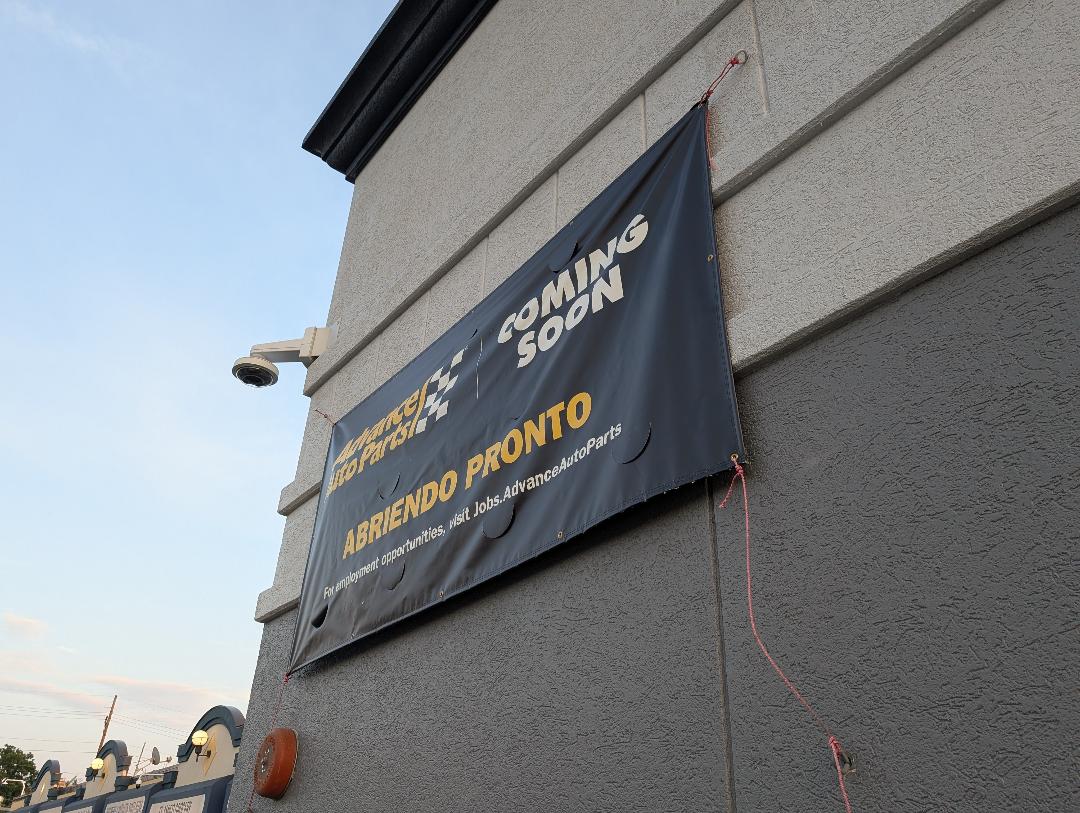 Advance
Auto Parts
COMING
SOON
ABRIENDO PRONTO
For employment opportunities, visit Jobs.AdvanceAutoParts